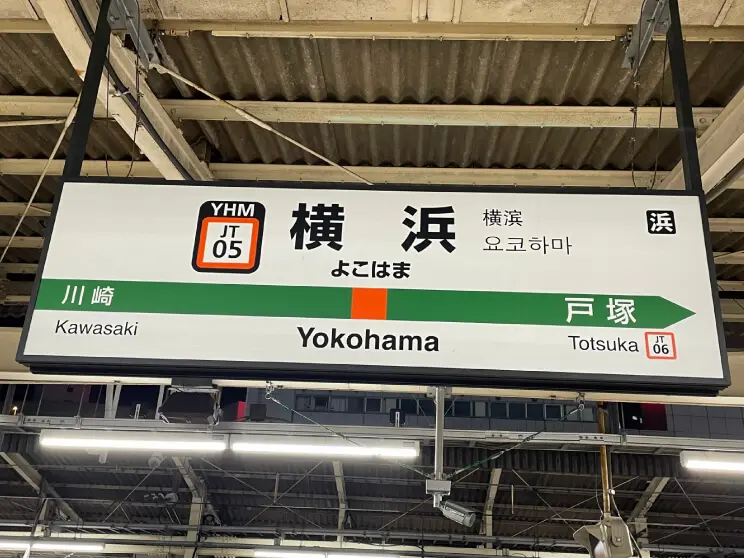 YHM
JT
05
横浜
よこはま
横滨
요코하마
浜
川崎
戸塚
Kawasaki
Yokohama
Totsuka
JT
06